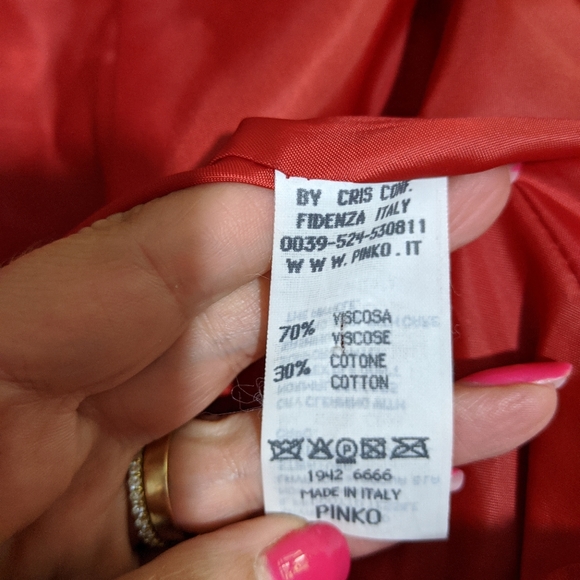 BY CRIS CONF.
FIDENZA ITALY
0039-524-530811
WWW.PINKO.IT
70% VISCOSA
VISCOSE
30% COTONE
COTTON
P
1942 6666
MADE IN ITALY
PINKO